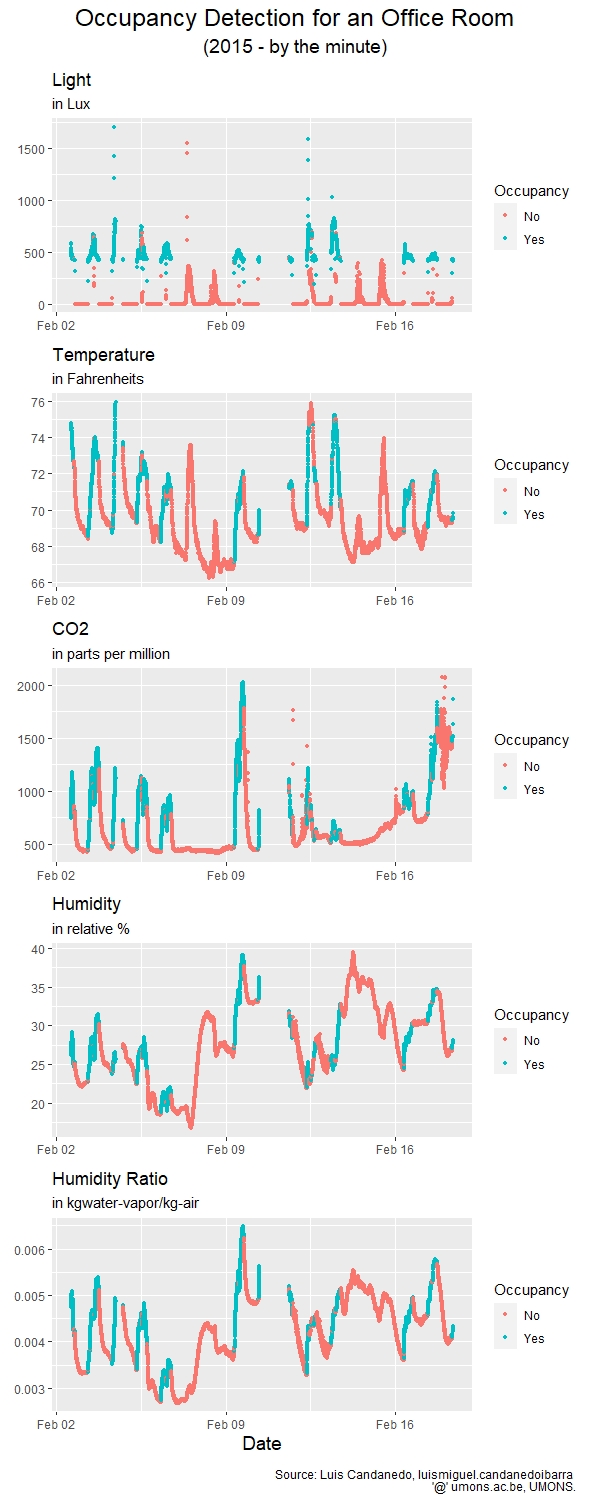 Occupancy Detection for an Office Room
(2015 - by the minute)
Light
in Lux
1500
1000
500
0
Feb 02
Feb 09
Feb 16
Occupancy
No
Yes
Temperature
in Fahrenheits
76
74
72
70
68
66
Feb 02
Feb 09
Feb 16
Occupancy
No
Yes
CO2
in parts per million
2000
1500
1000
500
Feb 02
Feb 09
Feb 16
Occupancy
No
Yes
Humidity
in relative %
40
35
30
25
20
Feb 02
Feb 09
Feb 16
Occupancy
No
Yes
Humidity Ratio
in kgwater-vapor/kg-air
0.006
0.005
0.004
0.003
Feb 02
Feb 09
Feb 16
Occupancy
No
Yes
Date
Source: Luis Candanedo, luismiguel.candanedoibarra
'@' umons.ac.be, UMONS.